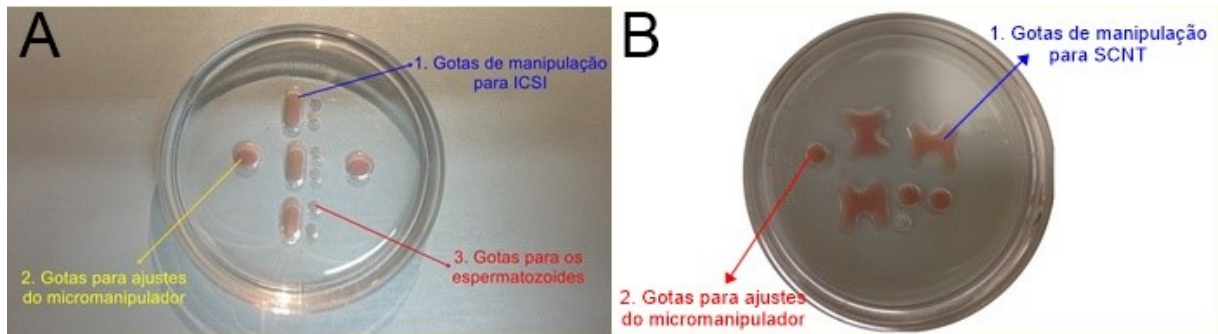 A
1. Gotas de manipulação
para ICSI
2. Gotas para ajustes
do micromanipulador
3. Gotas para os
espermatozoides
B
1. Gotas de manipulação
para SCNT
2. Gotas para ajustes
do micromanipulador